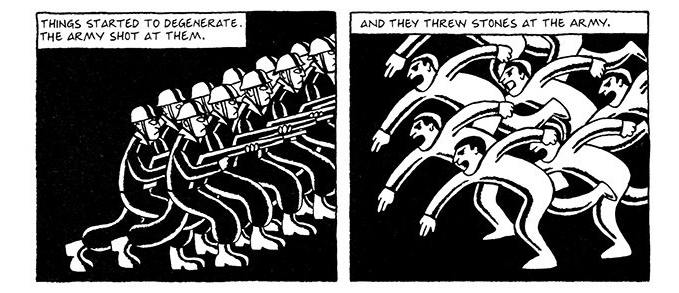 THINGS STARTED TO DEGENERATE.
THE ARMY SHOT AT THEM.
AND THEY THREW STONES AT THE ARMY.